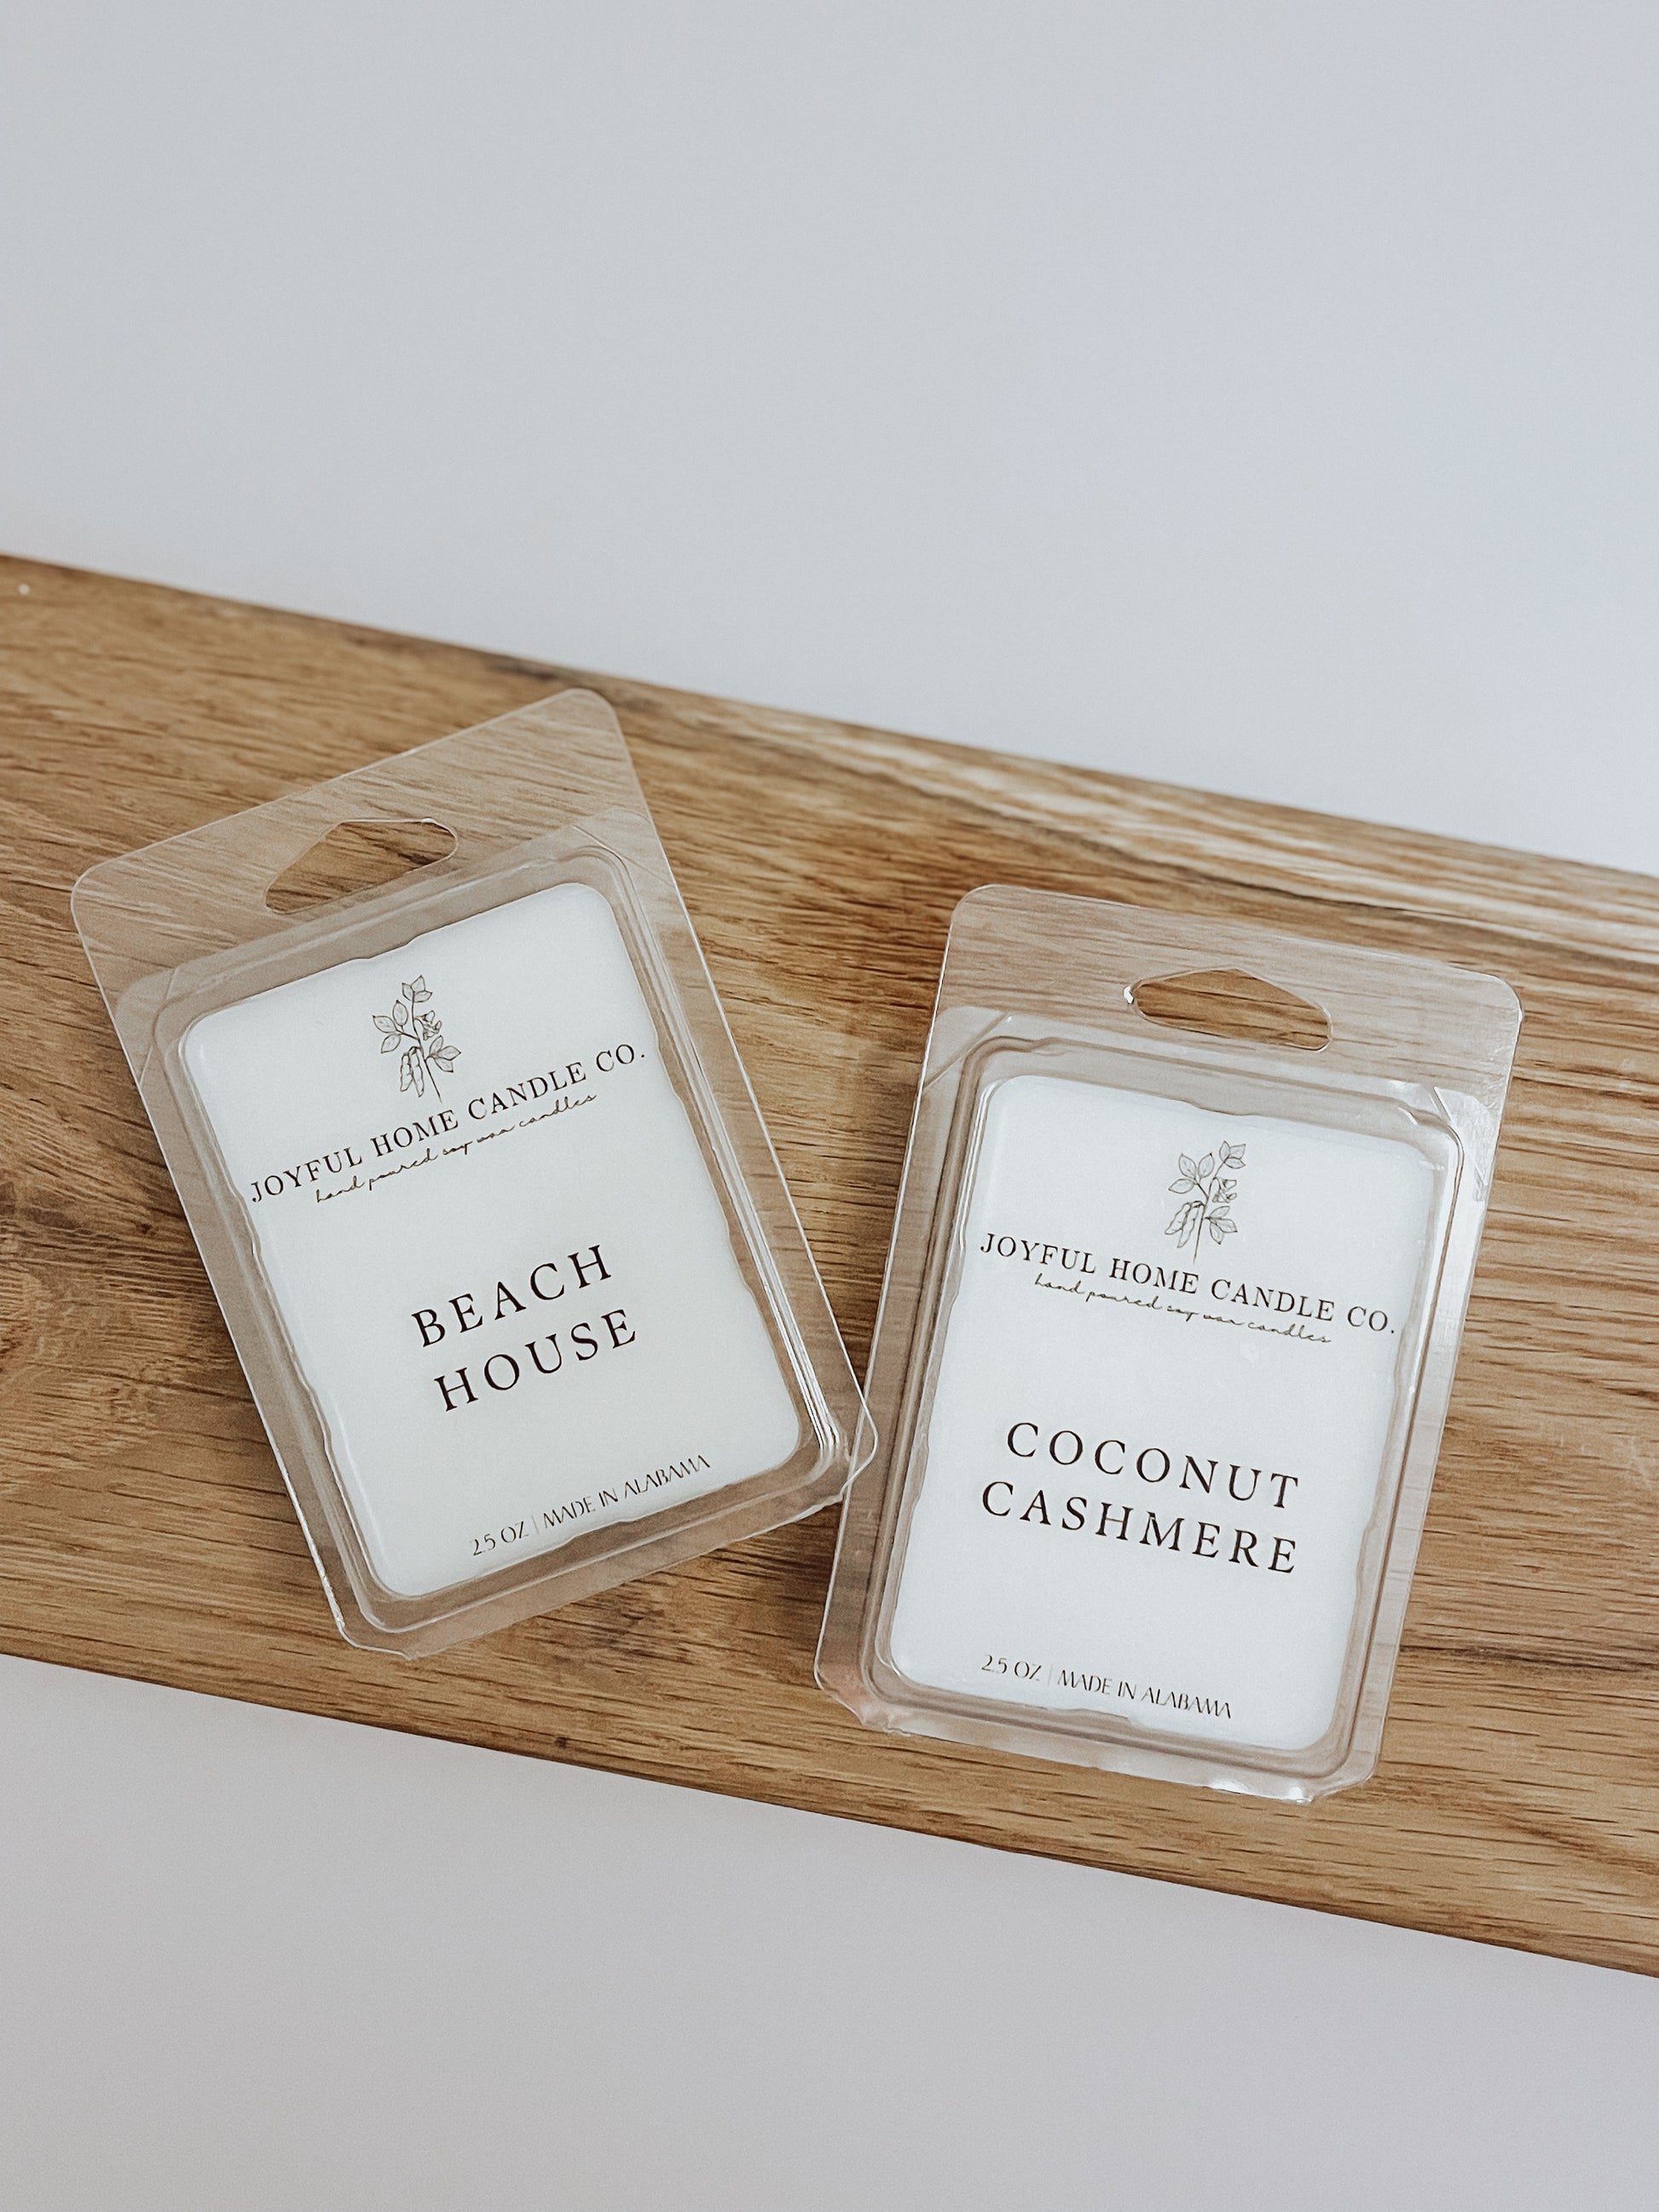 JOYFUL HOME CANDLE CO.
hand poured soy wax candles
BEACH
HOUSE
2.5 OZ | MADE IN ALABAMA
JOYFUL HOME CANDLE CO.
hand poured soy wax candles
COCONUT
CASHMERE
2.5 OZ | MADE IN ALABAMA